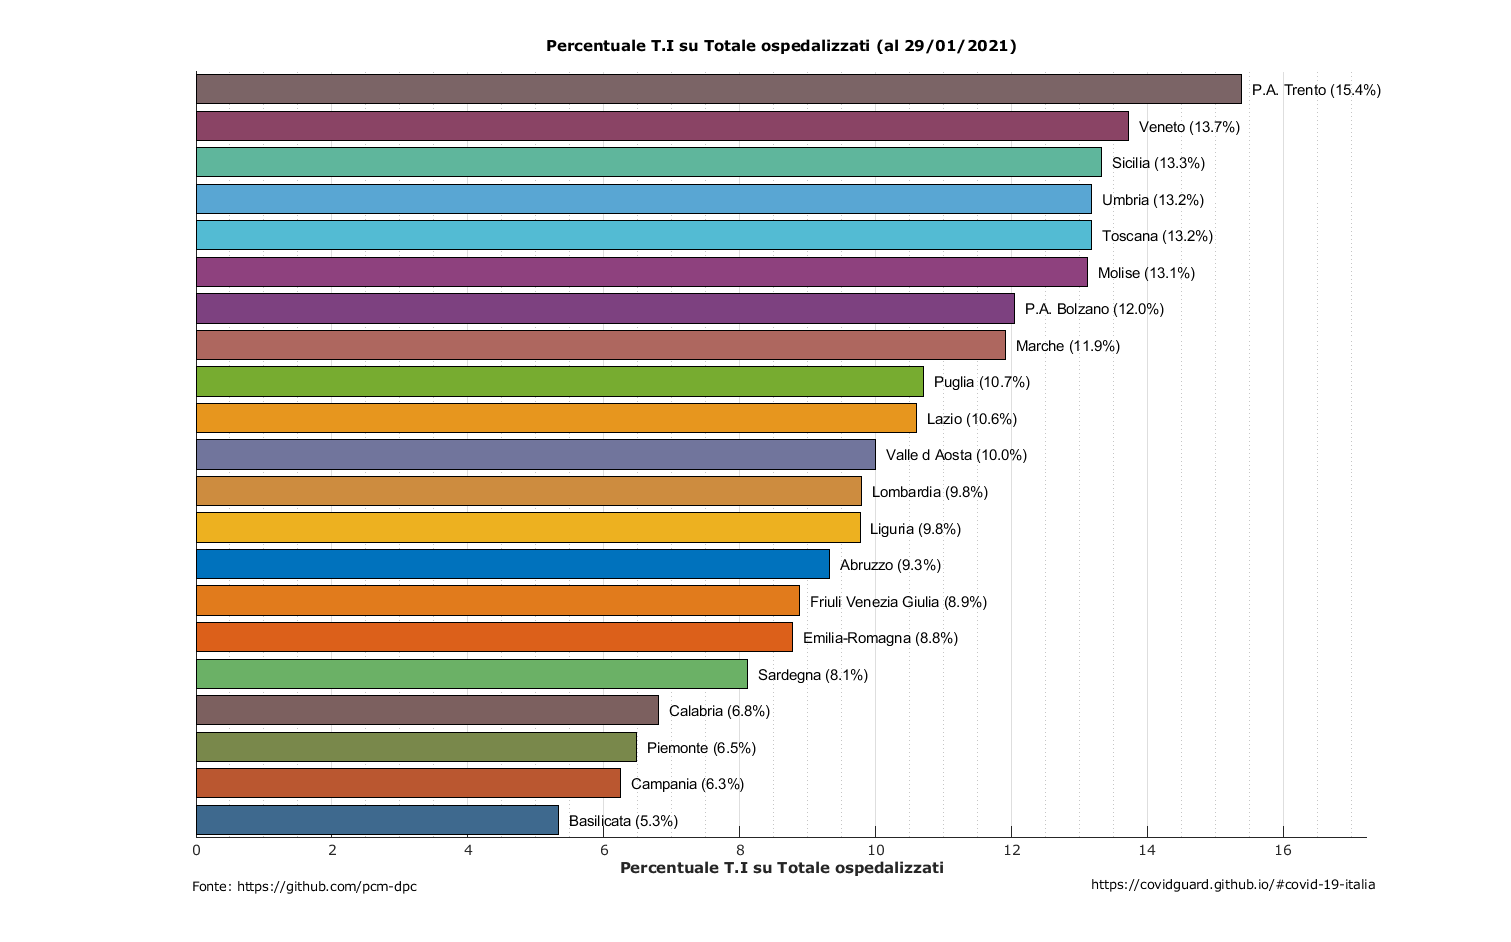 Percentuale T.I su Totale ospedalizzati (al 29/01/2021)
P.A. Trento (15.4%)
Veneto (13.7%)
Sicilia (13.3%)
Umbria (13.2%)
Toscana (13.2%)
Molise (13.1%)
P.A. Bolzano (12.0%)
Marche (11.9%)
Puglia (10.7%)
Lazio (10.6%)
Valle d Aosta (10.0%)
Lombardia (9.8%)
Liguria (9.8%)
Abruzzo (9.3%)
Friuli Venezia Giulia (8.9%)
Emilia-Romagna (8.8%)
Sardegna (8.1%)
Calabria (6.8%)
Piemonte (6.5%)
Campania (6.3%)
Basilicata (5.3%)
0 2 4 6 8 10 12 14 16
Percentuale T.I su Totale ospedalizzati
Fonte: https://github.com/pcm-dpc
https://covidguard.github.io/#covid-19-italia